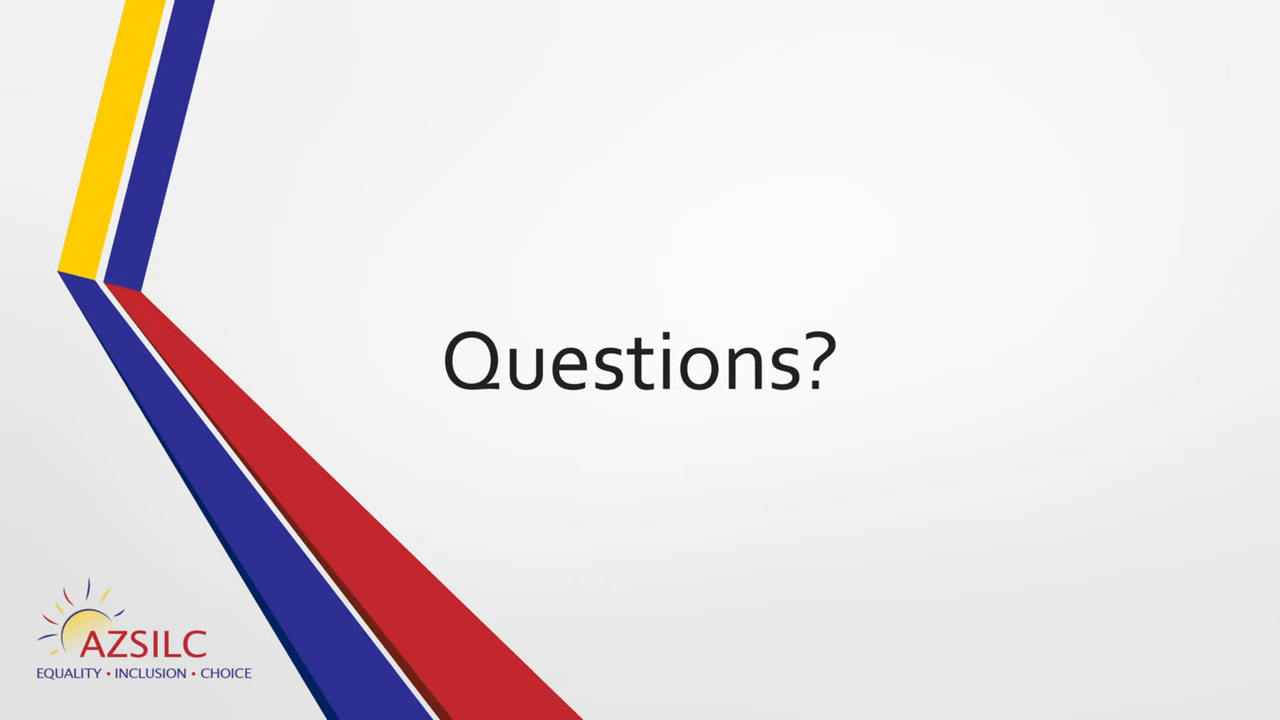 Questions?
AZSILC
EQUALITY • INCLUSION • CHOICE